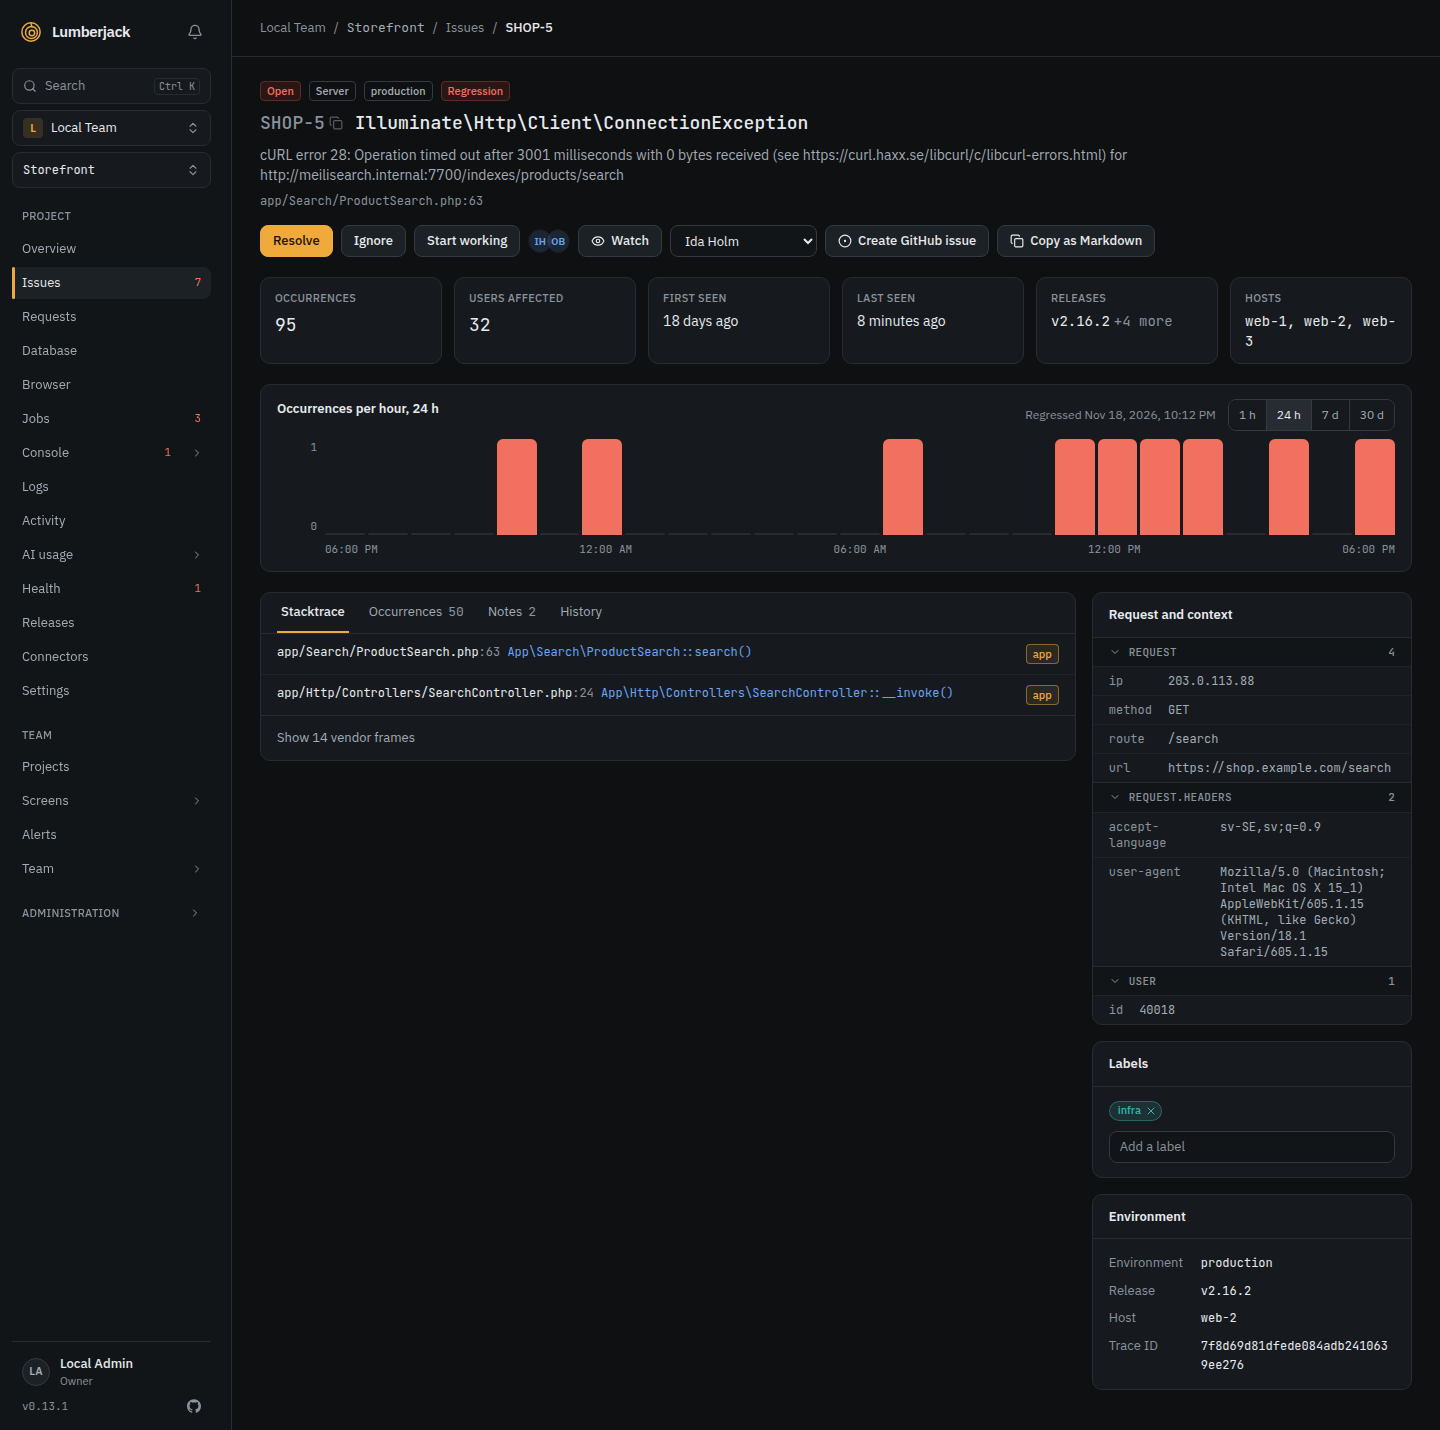 Lumberjack
Search
Ctrl K
L
Local Team
Storefront
PROJECT
Overview
Issues 7
Requests
Database
Browser
Jobs 3
Console 1
Logs
Activity
AI usage
Health 1
Releases
Connectors
Settings
TEAM
Projects
Screens
Alerts
Team
ADMINISTRATION
LA
Local Admin
Owner
v0.13.1
Local Team / Storefront / Issues / SHOP-5
Open Server production Regression
SHOP-5 Illuminate\Http\Client\ConnectionException
cURL error 28: Operation timed out after 3001 milliseconds with 0 bytes received (see https://curl.haxx.se/libcurl/c/libcurl-errors.html) for
http://meilisearch.internal:7700/indexes/products/search
app/Search/ProductSearch.php:63
Resolve Ignore Start working IH OB Watch Ida Holm Create GitHub issue Copy as Markdown
OCCURRENCES
95
USERS AFFECTED
32
FIRST SEEN
18 days ago
LAST SEEN
8 minutes ago
RELEASES
v2.16.2 +4 more
HOSTS
web-1, web-2, web-
3
Occurrences per hour, 24 h
Regressed Nov 18, 2026, 10:12 PM
1 h 24 h 7 d 30 d
1
0
06:00 PM 12:00 AM 06:00 AM 12:00 PM 06:00 PM
Stacktrace Occurrences 50 Notes 2 History
app/Search/ProductSearch.php:63 App\Search\ProductSearch::search() app
app/Http/Controllers/SearchController.php:24 App\Http\Controllers\SearchController::__invoke() app
Show 14 vendor frames
Request and context
REQUEST 4
ip 203.0.113.88
method GET
route /search
url https://shop.example.com/search
REQUEST.HEADERS 2
accept-
language
sv-SE,sv;q=0.9
user-agent
Mozilla/5.0 (Macintosh;
Intel Mac OS X 15_1)
AppleWebKit/605.1.15
(KHTML, like Gecko)
Version/18.1
Safari/605.1.15
USER 1
id 40018
Labels
infra
Add a label
Environment
Environment production
Release v2.16.2
Host web-2
Trace ID 7f8d69d81dfede084adb241063
9ee276